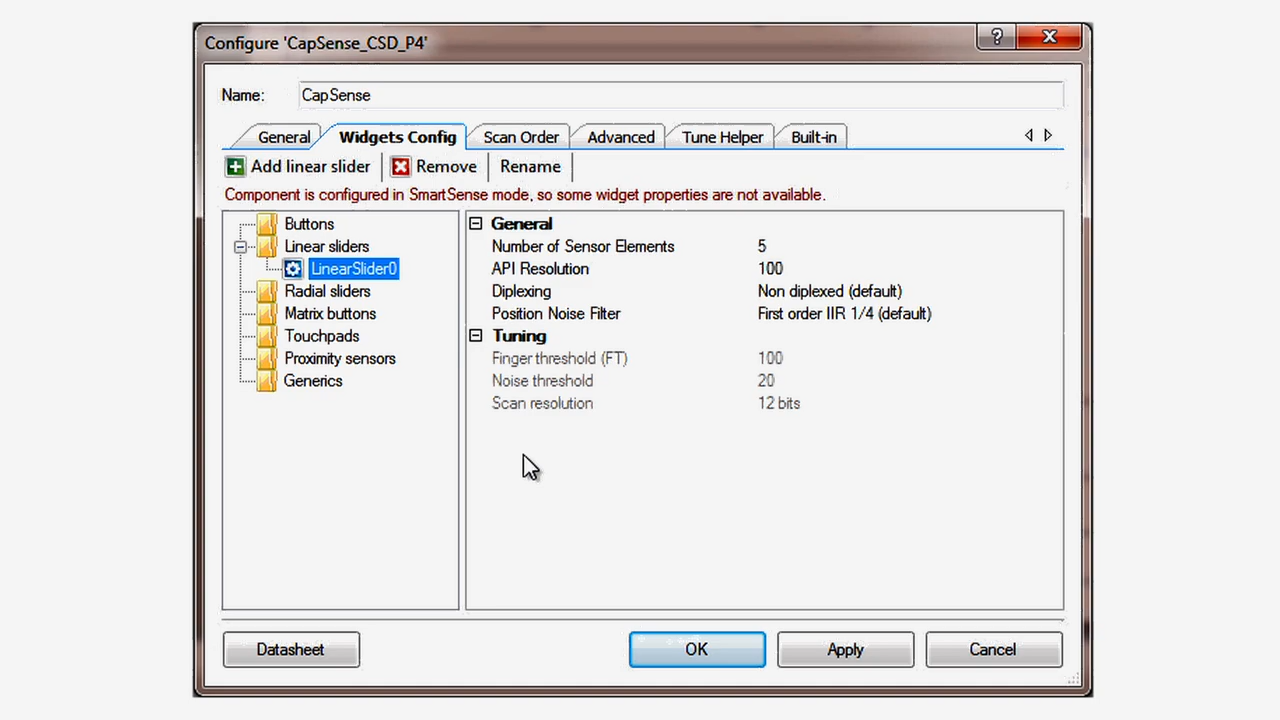 Configure 'CapSense_CSD_P4'
?
Name: CapSense
General Widgets Config Scan Order Advanced Tune Helper Built-in
Add linear slider Remove Rename
Component is configured in SmartSense mode, so some widget properties are not available.
Buttons
Linear sliders
LinearSlider0
Radial sliders
Matrix buttons
Touchpads
Proximity sensors
Generics
General
Number of Sensor Elements 5
API Resolution 100
Diplexing Non diplexed (default)
Position Noise Filter First order IIR 1/4 (default)
Tuning
Finger threshold (FT) 100
Noise threshold 20
Scan resolution 12 bits
Datasheet OK Apply Cancel